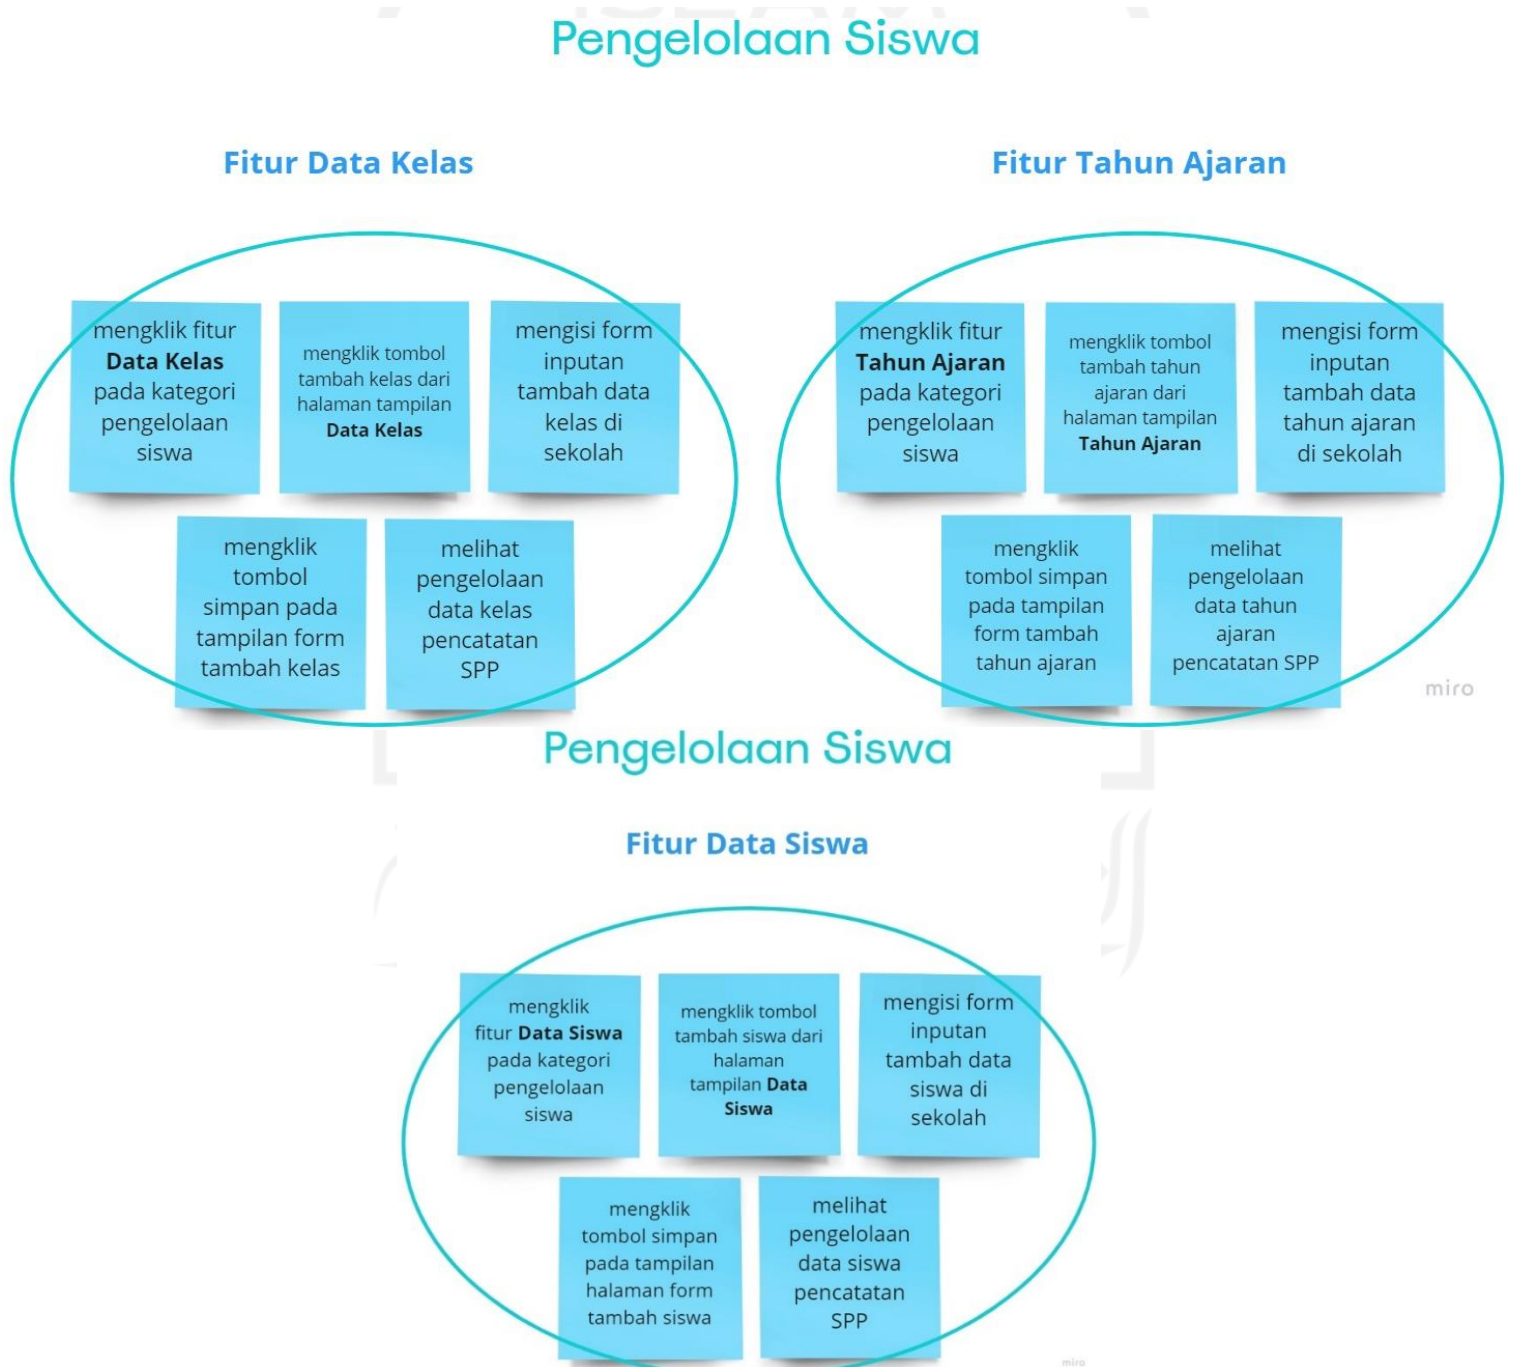 Pengelolaan Siswa
Fitur Data Kelas
mengklik fitur
Data Kelas
pada kategori
pengelolaan
siswa
mengklik tombol
tambah kelas dari
halaman tampilan
Data Kelas
mengisi form
inputan
tambah data
kelas di
sekolah
mengklik
tombol
simpan pada
tampilan form
tambah kelas
melihat
pengelolaan
data kelas
pencatatan
SPP
Fitur Tahun Ajaran
mengklik fitur
Tahun Ajaran
pada kategori
pengelolaan
siswa
mengklik tombol
tambah tahun
ajaran dari
halaman tampilan
Tahun Ajaran
mengisi form
inputan
tambah data
tahun ajaran
di sekolah
mengklik
tombol simpan
pada tampilan
form tambah
tahun ajaran
melihat
pengelolaan
data tahun
ajaran
pencatatan SPP
miro
Pengelolaan Siswa
Fitur Data Siswa
mengklik
fitur Data Siswa
pada kategori
pengelolaan
siswa
mengklik tombol
tambah siswa dari
halaman
tampilan Data
Siswa
mengisi form
inputan
tambah data
siswa di
sekolah
mengklik
tombol simpan
pada tampilan
halaman form
tambah siswa
melihat
pengelolaan
data siswa
pencatatan
SPP
miro